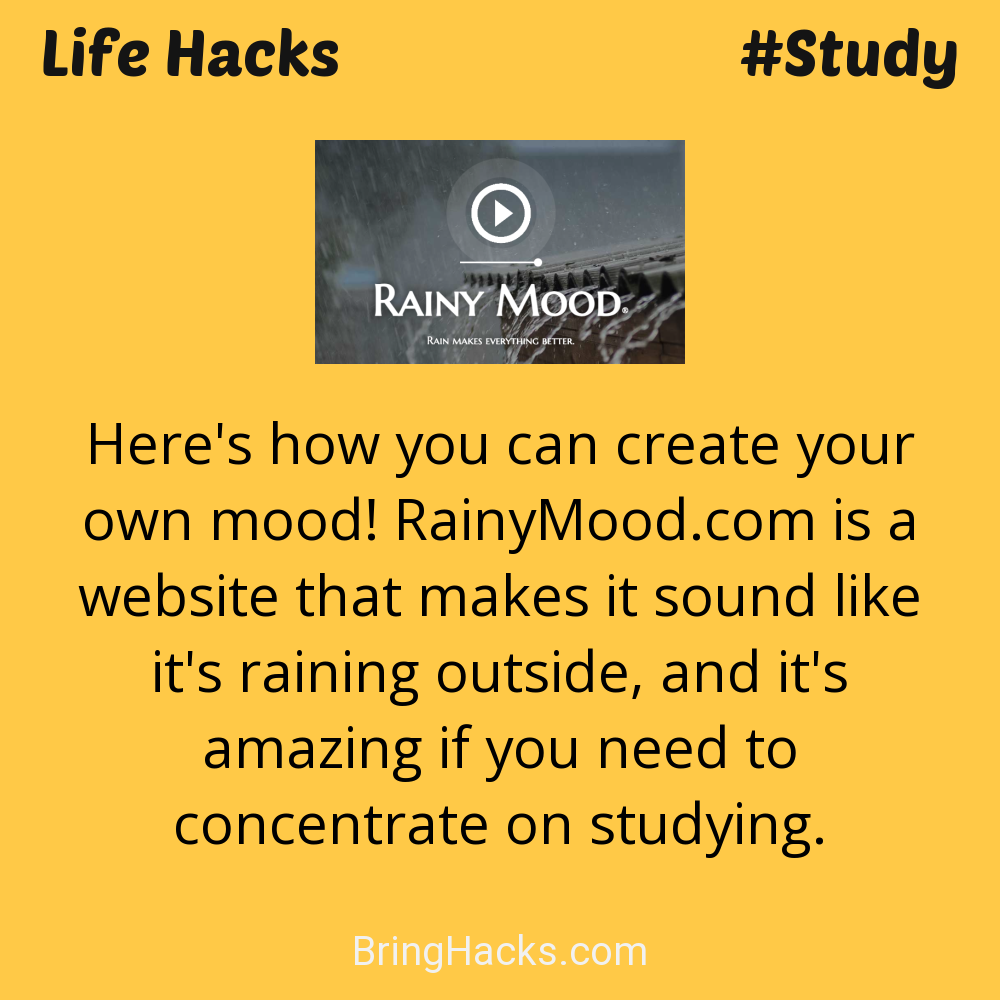 Life Hacks
#Study
RAINY MOOD®
RAIN MAKES EVERYTHING BETTER.
Here's how you can create your
own mood! RainyMood.com is a
website that makes it sound like
it's raining outside, and it's
amazing if you need to
concentrate on studying.
BringHacks.com